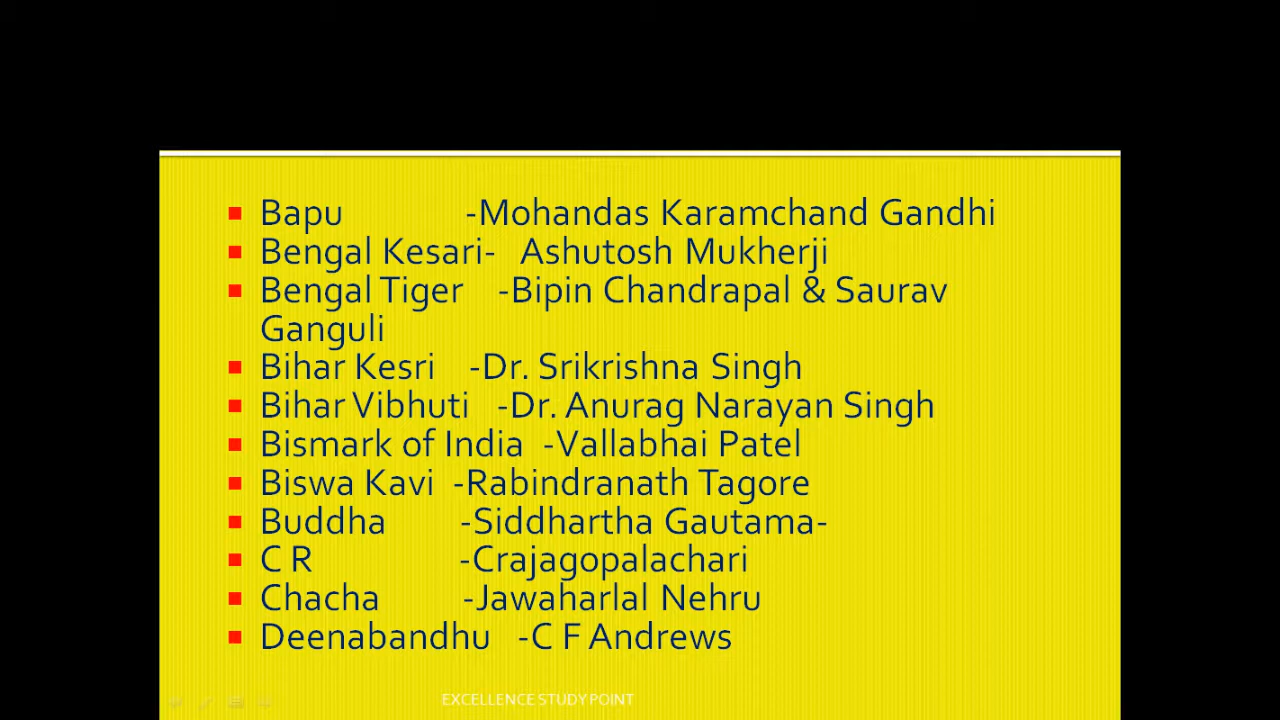 Bapu -Mohandas Karamchand Gandhi
Bengal Kesari- Ashutosh Mukherji
Bengal Tiger -Bipin Chandrapal & Saurav
Ganguli
Bihar Kesri -Dr. Srikrishna Singh
Bihar Vibhuti -Dr. Anurag Narayan Singh
Bismark of India -Vallabhai Patel
Biswa Kavi -Rabindranath Tagore
Buddha -Siddhartha Gautama-
C R -Crajagopalachari
Chacha -Jawaharlal Nehru
Deenabandhu -C F Andrews
EXCELLENCE STUDY POINT